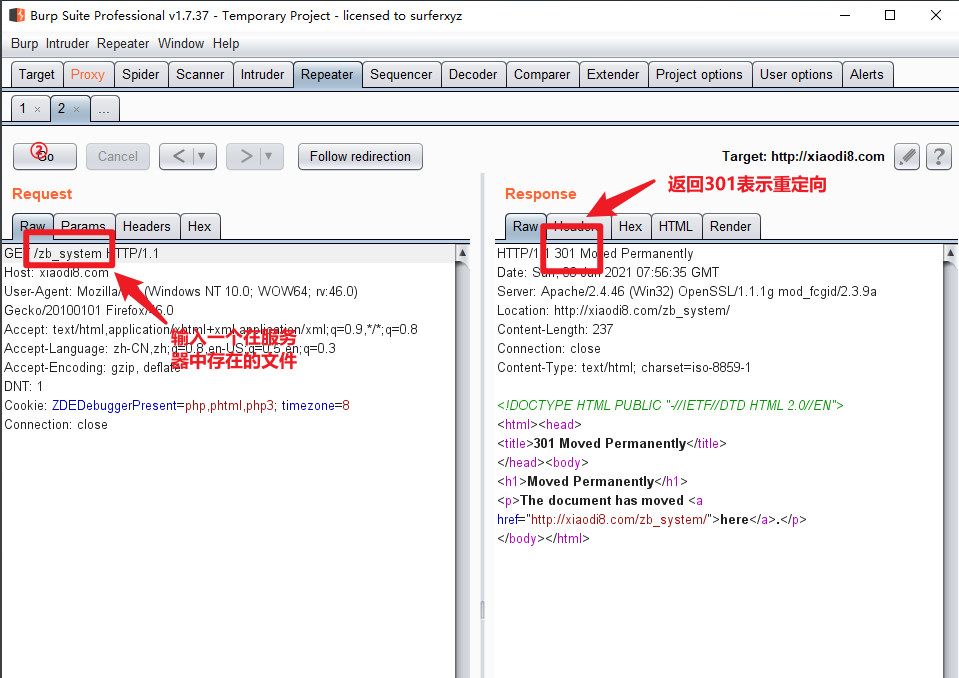 Burp Suite Professional v1.7.37 - Temporary Project - licensed to surferxyz
Burp Intruder Repeater Window Help
Target Proxy Spider Scanner Intruder Repeater Sequencer Decoder Comparer Extender Project options User options Alerts
1 × 2 × ...
② Go Cancel < ▼ > ▼ Follow redirection Target: http://xiaodi8.com ?
返回301表示重定向
Request
Raw Params Headers Hex
GET /zb_system HTTP/1.1
Host: xiaodi8.com
User-Agent: (Windows NT 10.0; WOW64; rv:46.0)
Gecko/20100101
Accept: text/html,application/xhtml+xml,application/xml;q=0.9,*/*;q=0.8
Accept-Language: zh-CN,zh;q=0.8,en-US;q=0.5,en;q=0.3
Accept-Encoding: gzip, deflate
DNT: 1
Cookie: ZDEDebuggerPresent=php,phtml,php3; timezone=8
Connection: close
输入一个在服务
器中存在的文件
Response
Raw Headers Hex HTML Render
HTTP/1.1 301 Moved Permanently
Date: Sun, 2021 07:56:35 GMT
Server: Apache/2.4.46 (Win32) OpenSSL/1.1.1g mod_fcgid/2.3.9a
Location: http://xiaodi8.com/zb_system/
Content-Length: 237
Connection: close
Content-Type: text/html; charset=iso-8859-1
<!DOCTYPE HTML PUBLIC "-//IETF//DTD HTML 2.0//EN">
<html><head>
<title>301 Moved Permanently</title>
</head><body>
<h1>Moved Permanently</h1>
<p>The document has moved <a
href="http://xiaodi8.com/zb_system/">here</a>.</p>
</body></html>